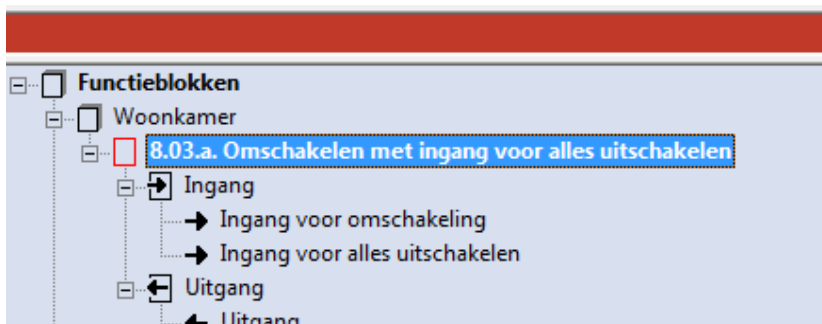 Functieblokken
Woonkamer
8.03.a. Omschakelen met ingang voor alles uitschakelen
Ingang
Ingang voor omschakeling
Ingang voor alles uitschakelen
Uitgang
Uitgang